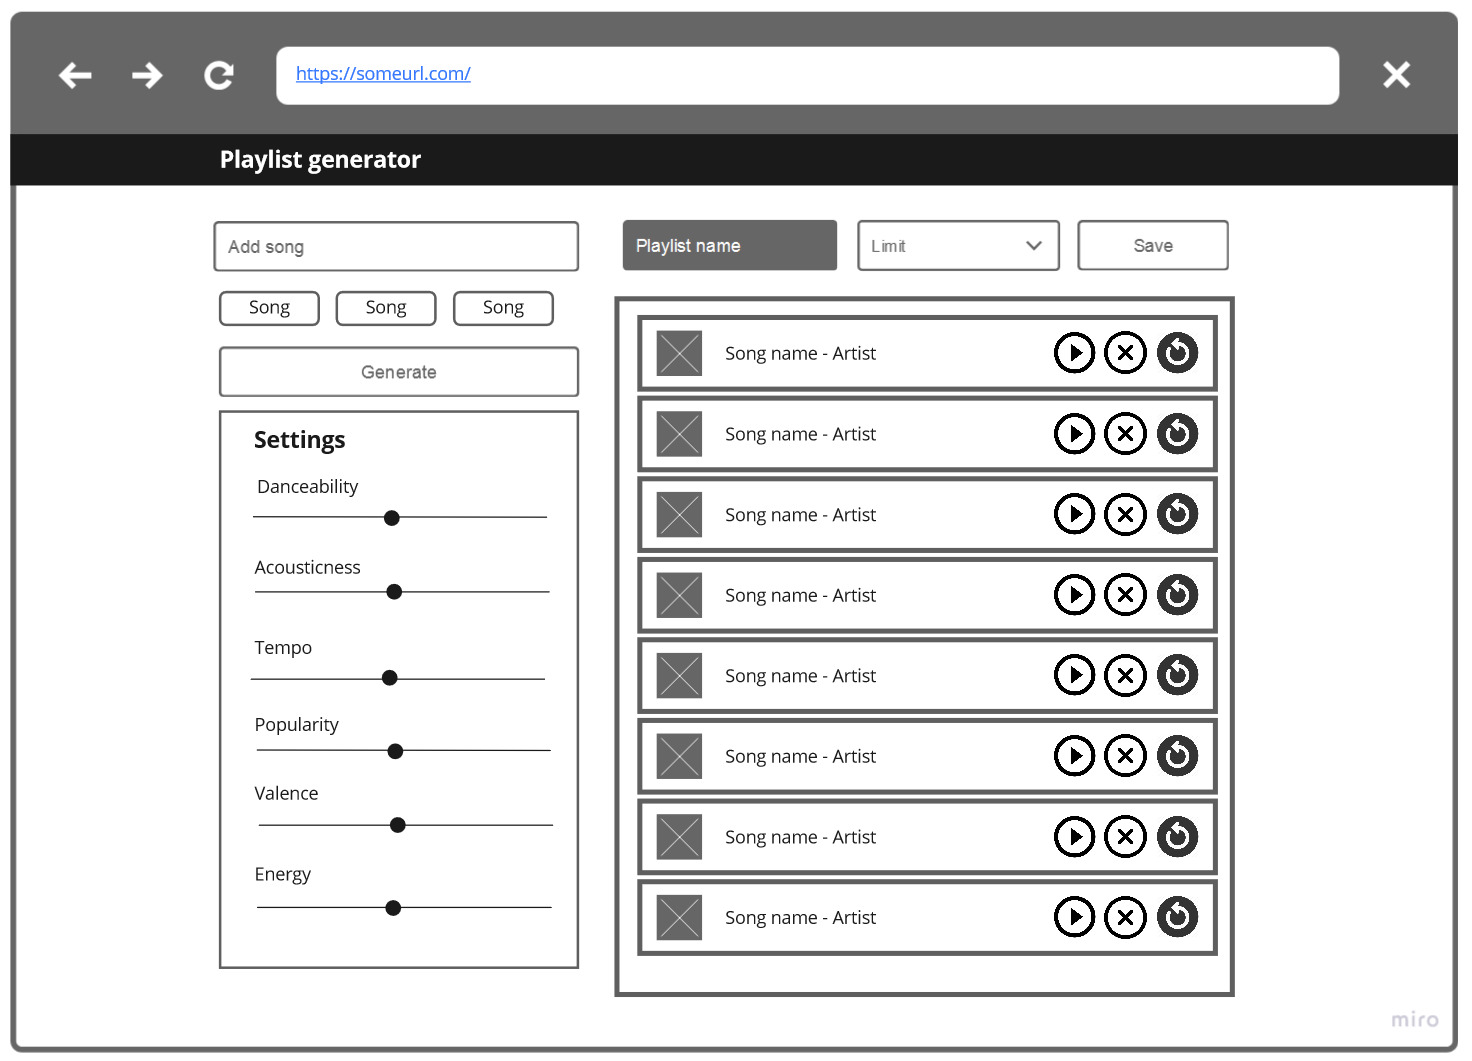 https://someurl.com/
Playlist generator
Add song
Song Song Song
Generate
Settings
Danceability
Acousticness
Tempo
Popularity
Valence
Energy
Playlist name Limit Save
Song name - Artist
Song name - Artist
Song name - Artist
Song name - Artist
Song name - Artist
Song name - Artist
Song name - Artist
Song name - Artist
miro